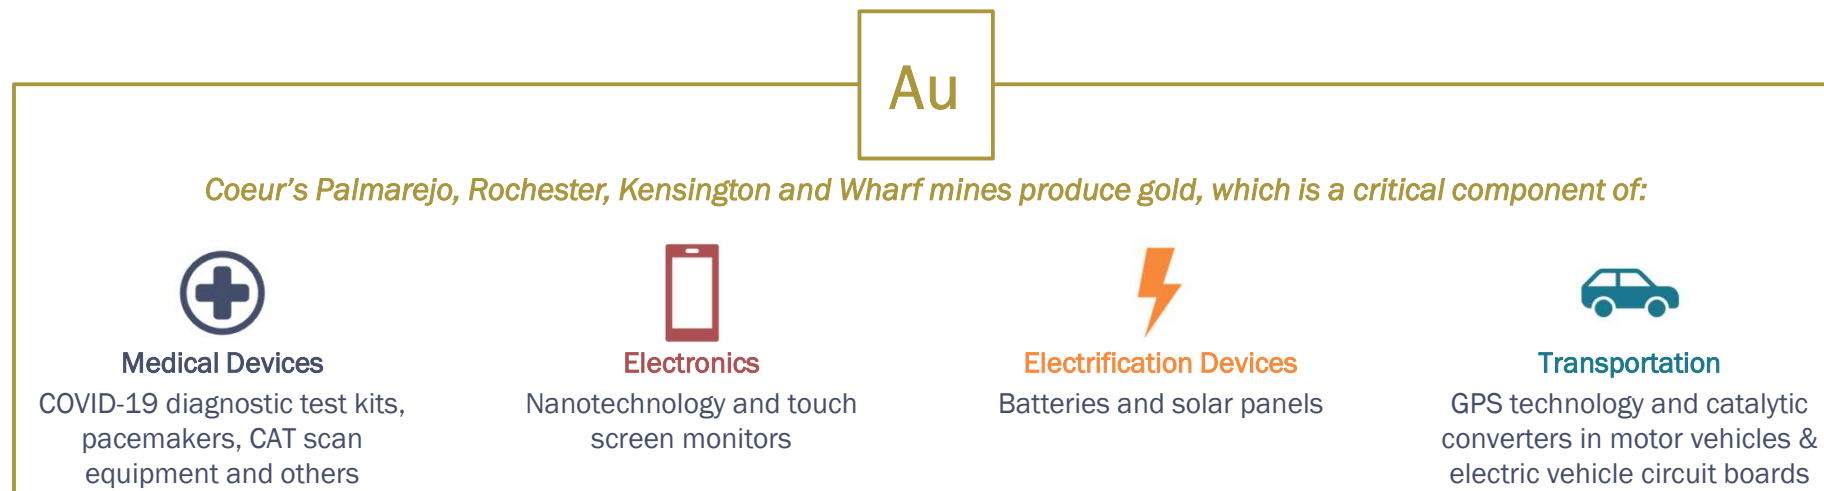 Au
Coeur's Palmarejo, Rochester, Kensington and Wharf mines produce gold, which is a critical component of:
Medical Devices
COVID-19 diagnostic test kits,
pacemakers, CAT scan
equipment and others
Electronics
Nanotechnology and touch
screen monitors
Electrification Devices
Batteries and solar panels
Transportation
GPS technology and catalytic
converters in motor vehicles &
electric vehicle circuit boards